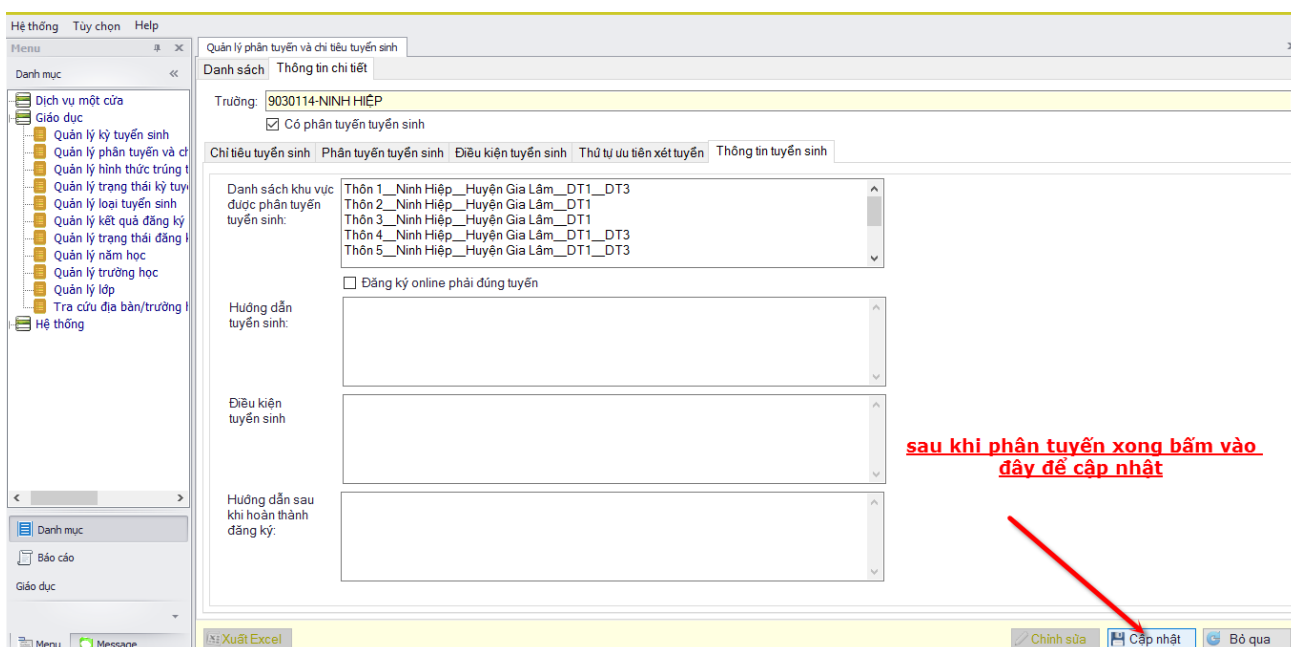 Hệ thống Tùy chọn Help
Menu
Quản lý phân tuyến và chi tiêu tuyển sinh
Danh mục
Danh sách Thông tin chi tiết
Dịch vụ một cửa
Giáo dục
Quản lý kỳ tuyển sinh
Quản lý phân tuyến và ch
Quản lý hình thức trúng t
Quản lý trạng thái kỳ tuy
Quản lý loại tuyển sinh
Quản lý kết quả đăng ký
Quản lý trạng thái đăng k
Quản lý năm học
Quản lý trường học
Quản lý lớp
Tra cứu địa bàn/trường h
Hệ thống
Trường: 9030114-NINH HIỆP
Có phân tuyến tuyển sinh
Chỉ tiêu tuyển sinh Phân tuyến tuyển sinh Điều kiện tuyển sinh Thứ tự ưu tiên xét tuyển Thông tin tuyển sinh
Danh sách khu vực
được phân tuyến
tuyển sinh:
Thôn 1__Ninh Hiệp__Huyện Gia Lâm__DT1__DT3
Thôn 2__Ninh Hiệp__Huyện Gia Lâm__DT1
Thôn 3__Ninh Hiệp__Huyện Gia Lâm__DT1
Thôn 4__Ninh Hiệp__Huyện Gia Lâm__DT1__DT3
Thôn 5__Ninh Hiệp__Huyện Gia Lâm__DT1__DT3
Đăng ký online phải đúng tuyến
Hướng dẫn
tuyển sinh:
Điều kiện
tuyển sinh
sau khi phân tuyến xong bấm vào
đây để cập nhật
Hướng dẫn sau
khi hoàn thành
đăng ký:
Danh mục
Báo cáo
Giáo dục
Menu Message
Xuất Excel
Chỉnh sửa Cập nhật Bỏ qua